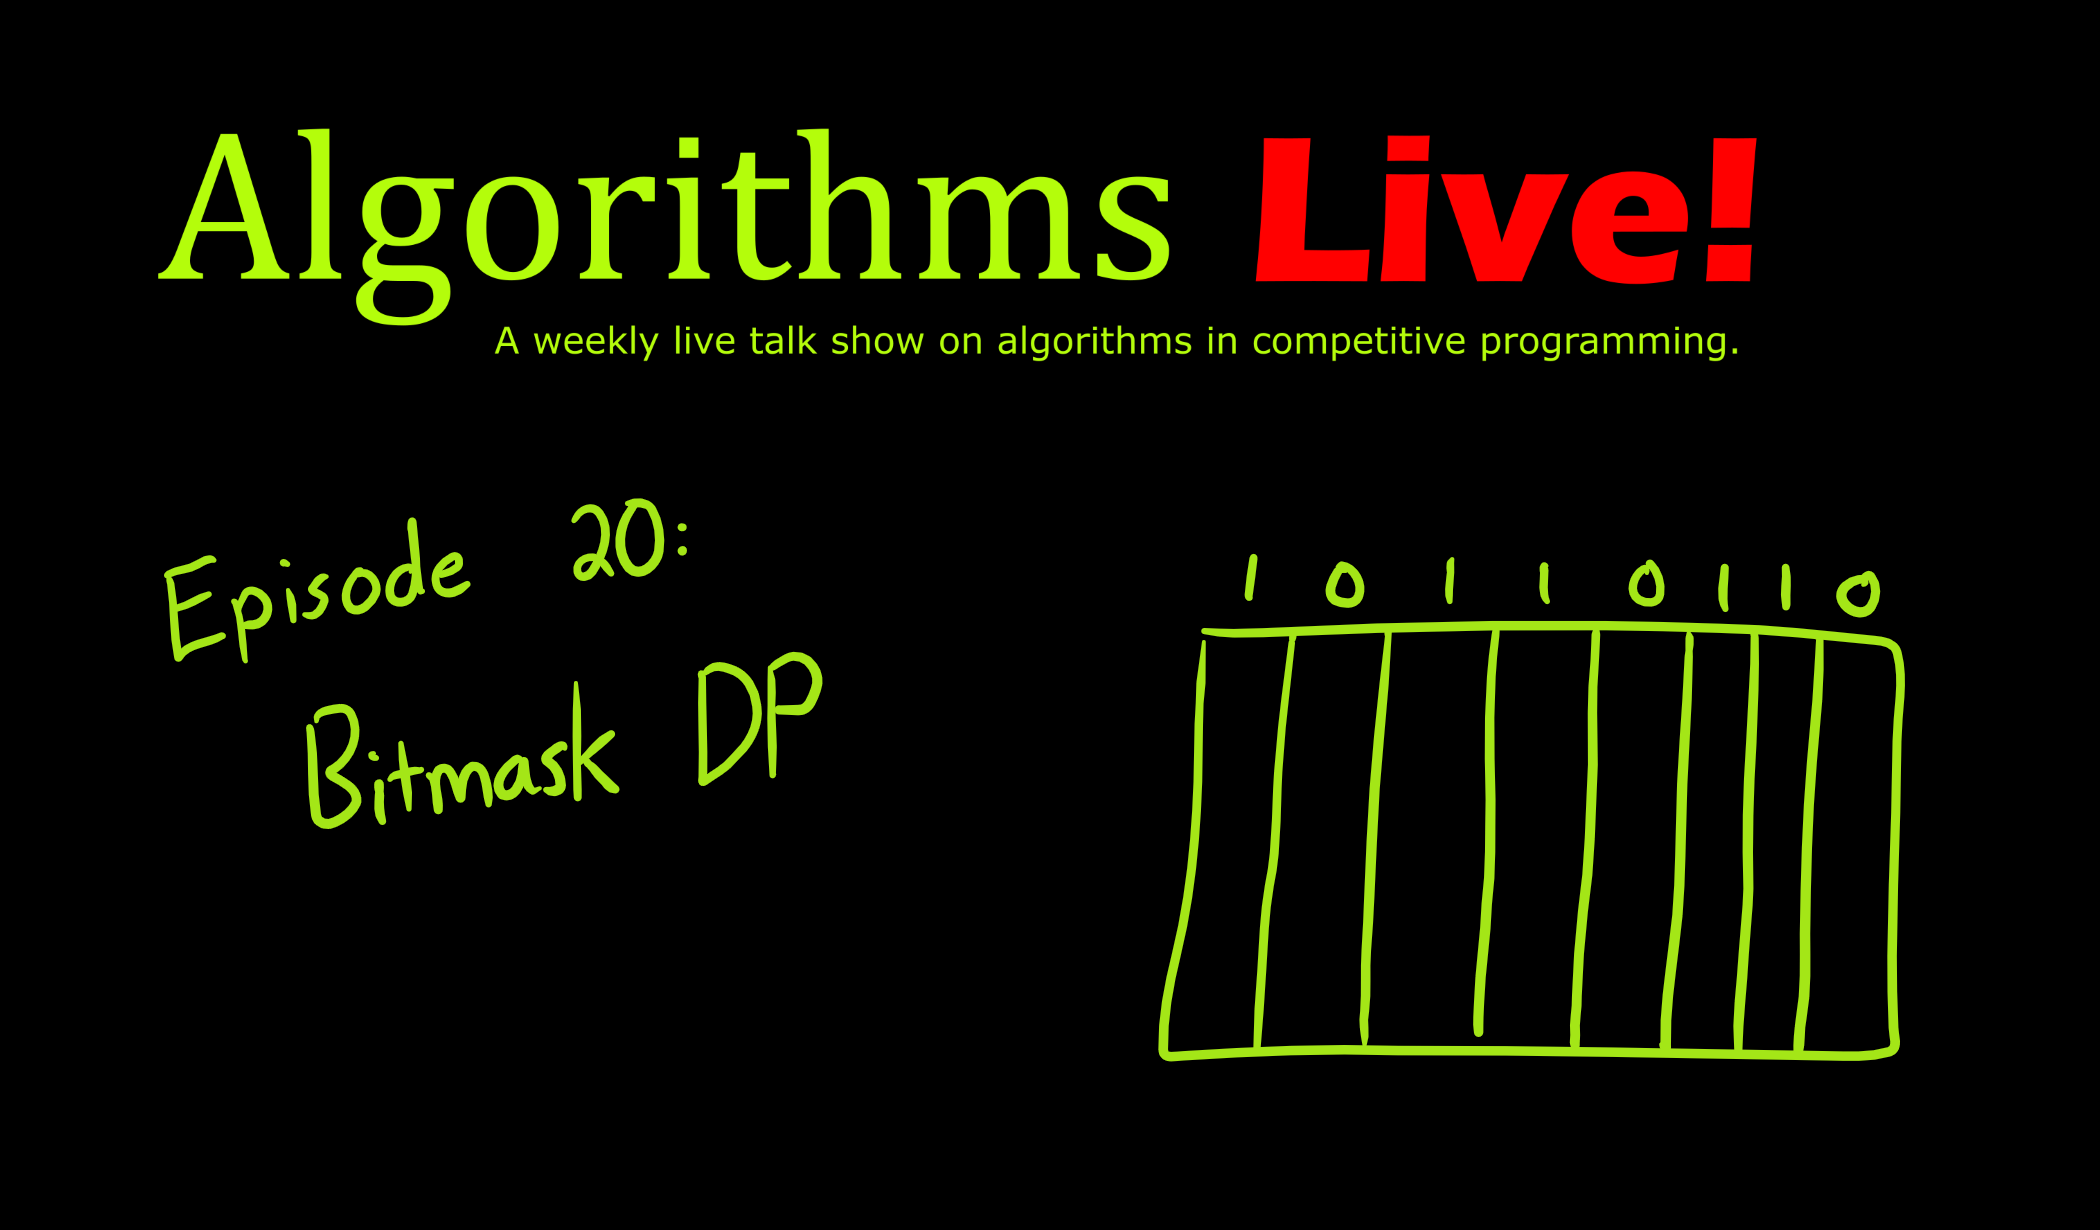 Algorithms Live!
A weekly live talk show on algorithms in competitive programming.
Episode 20:
Bitmask DP
1 0 1 1 0 1 1 0